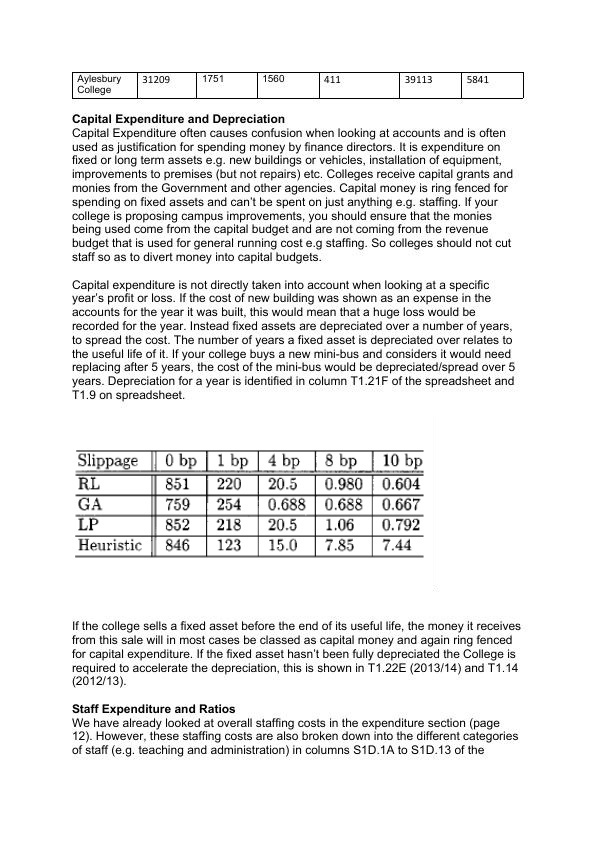 Aylesbury College 31209 1751 1560 411 39113 5841
Capital Expenditure and Depreciation
Capital Expenditure often causes confusion when looking at accounts and is often
used as justification for spending money by finance directors. It is expenditure on
fixed or long term assets e.g. new buildings or vehicles, installation of equipment,
improvements to premises (but not repairs) etc. Colleges receive capital grants and
monies from the Government and other agencies. Capital money is ring fenced for
spending on fixed assets and can't be spent on just anything e.g. staffing. If your
college is proposing campus improvements, you should ensure that the monies
being used come from the capital budget and are not coming from the revenue
budget that is used for general running cost e.g staffing. So colleges should not cut
staff so as to divert money into capital budgets.
Capital expenditure is not directly taken into account when looking at a specific
year's profit or loss. If the cost of new building was shown as an expense in the
accounts for the year it was built, this would mean that a huge loss would be
recorded for the year. Instead fixed assets are depreciated over a number of years,
to spread the cost. The number of years a fixed asset is depreciated over relates to
the useful life of it. If your college buys a new mini-bus and considers it would need
replacing after 5 years, the cost of the mini-bus would be depreciated/spread over 5
years. Depreciation for a year is identified in column T1.21F of the spreadsheet and
T1.9 on spreadsheet.
Slippage 0 bp 1 bp 4 bp 8 bp 10 bp
RL 851 220 20.5 0.980 0.604
GA 759 254 0.688 0.688 0.667
LP 852 218 20.5 1.06 0.792
Heuristic 846 123 15.0 7.85 7.44
If the college sells a fixed asset before the end of its useful life, the money it receives
from this sale will in most cases be classed as capital money and again ring fenced
for capital expenditure. If the fixed asset hasn't been fully depreciated the College is
required to accelerate the depreciation, this is shown in T1.22E (2013/14) and T1.14
(2012/13).
Staff Expenditure and Ratios
We have already looked at overall staffing costs in the expenditure section (page
12). However, these staffing costs are also broken down into the different categories
of staff (e.g. teaching and administration) in columns S1D.1A to S1D.13 of the